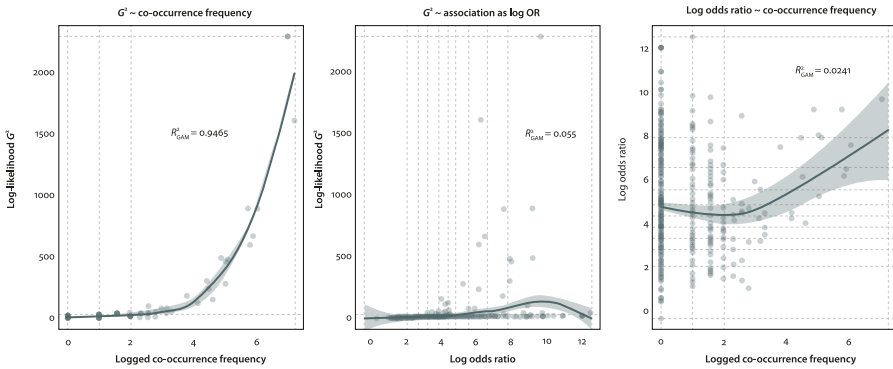 G² ~ co-occurrence frequency
Log-likelihood G²
2000
1500
1000
500
0
R²GAM = 0.9465
0
2
4
6
Logged co-occurrence frequency
G² ~ association as log OR
Log-likelihood G²
2000
1500
1000
500
0
R²GAM = 0.055
0
2
4
6
8
10
12
Log odds ratio
Log odds ratio ~ co-occurrence frequency
Log odds ratio
12
10
8
6
4
2
0
R²GAM = 0.0241
0
2
4
6
Logged co-occurrence frequency